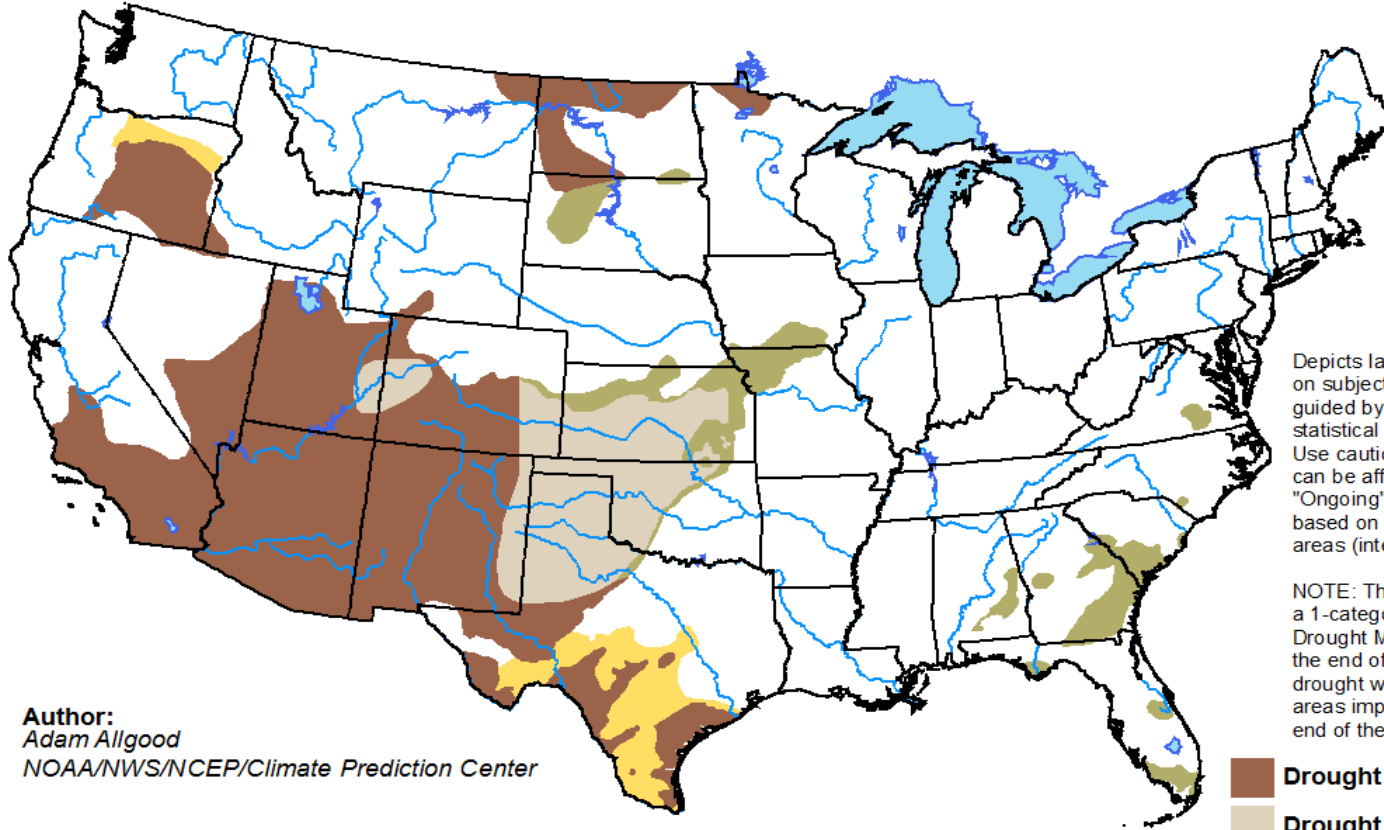 Depicts la
on subject
guided by
statistical
Use cautio
can be aff
"Ongoing"
based on
areas (inte
NOTE: Th
a 1-catego
Drought M
the end of
drought w
areas imp
end of the
Author:
Adam Allgood
NOAA/NWS/NCEP/Climate Prediction Center
Drought
Drought